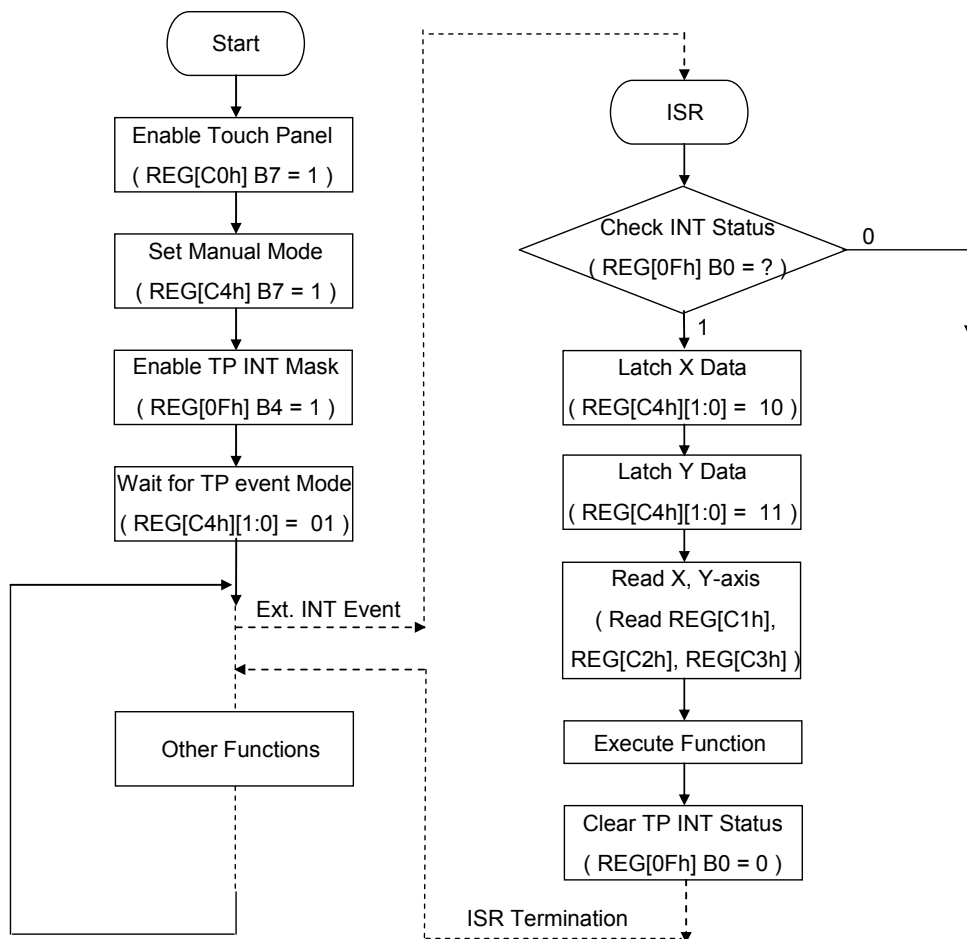 Start
Enable Touch Panel
( REG[C0h] B7 = 1 )
Set Manual Mode
( REG[C4h] B7 = 1 )
Enable TP INT Mask
( REG[0Fh] B4 = 1 )
Wait for TP event Mode
( REG[C4h][1:0] =  01 )
Ext. INT Event
Other Functions
ISR
Check INT Status
( REG[0Fh] B0 = ? )
0
1
Latch X Data
( REG[C4h][1:0] =  10 )
Latch Y Data
( REG[C4h][1:0] =  11 )
Read X, Y-axis
( Read REG[C1h],
REG[C2h], REG[C3h] )
Execute Function
Clear TP INT Status
( REG[0Fh] B0 = 0 )
ISR Termination